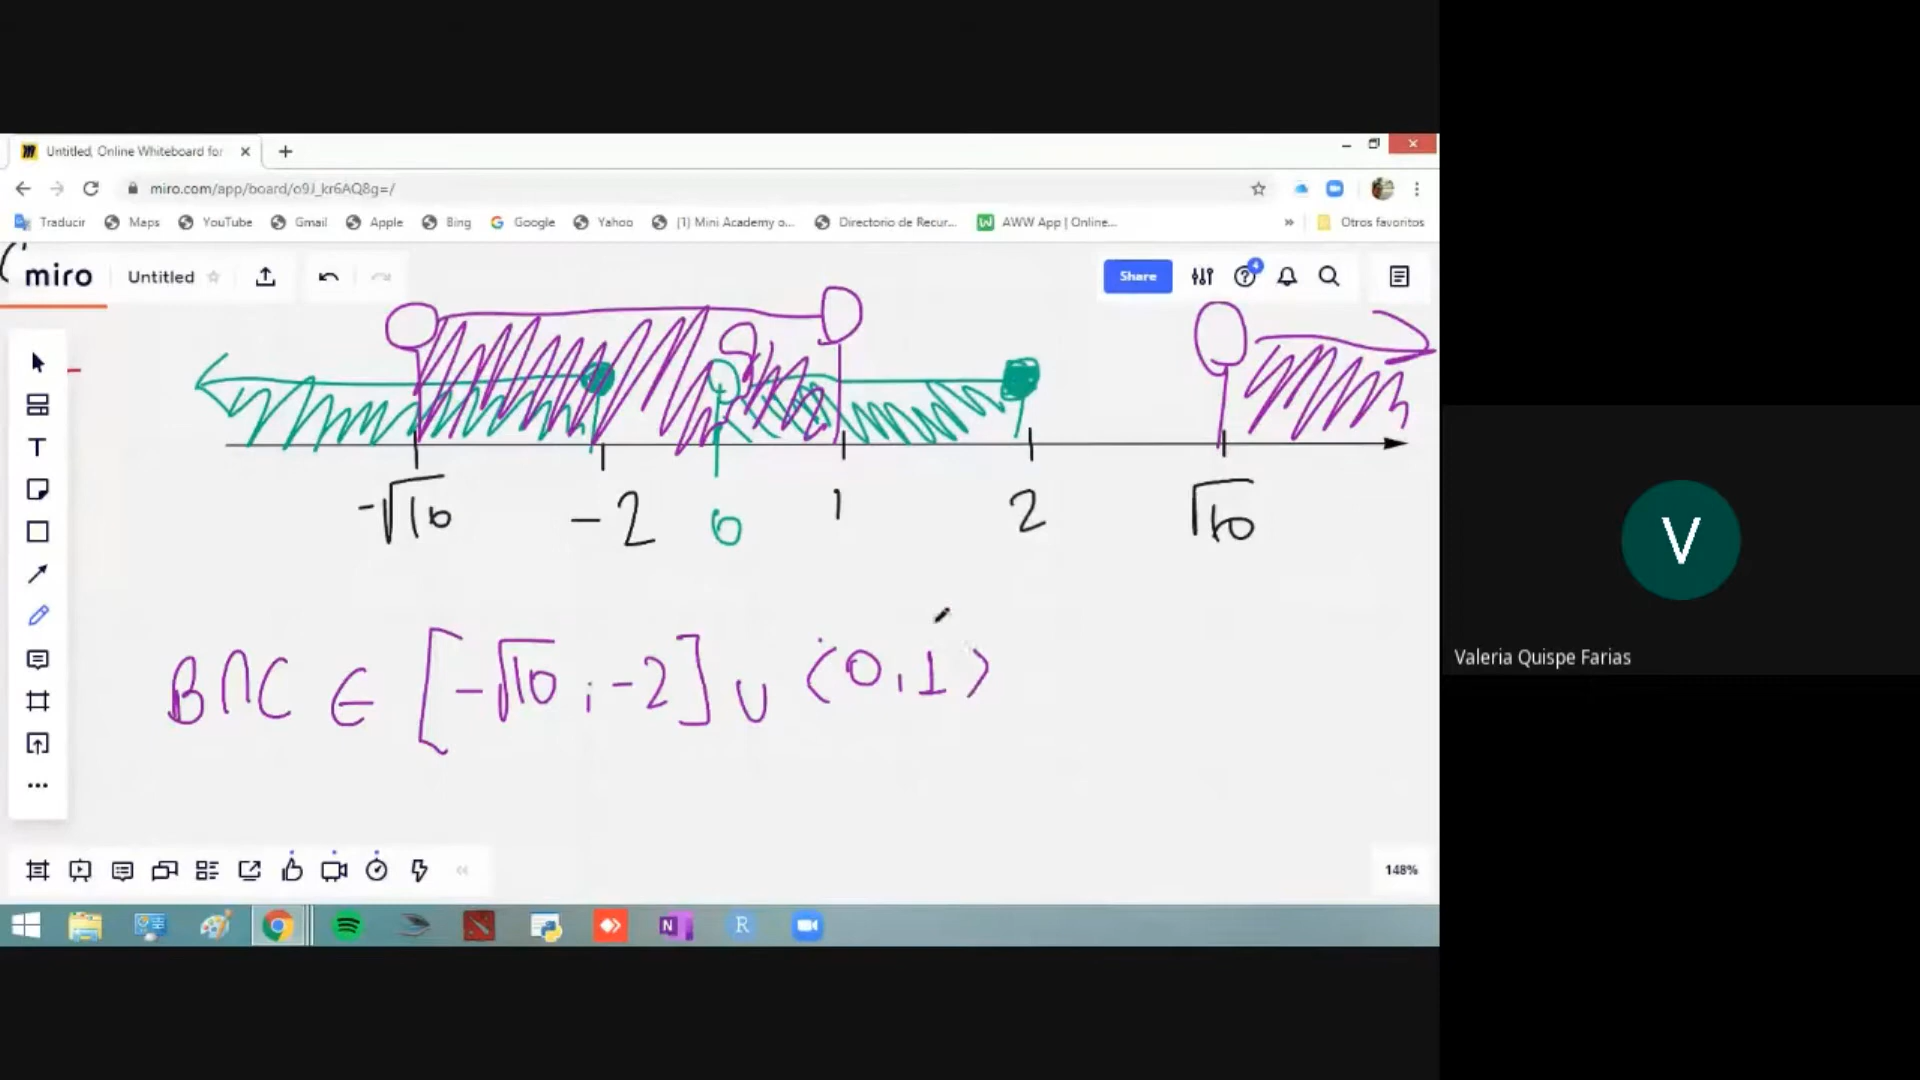 Untitled, Online Whiteboard for
miro.com/app/board/o9J_kr6AQ8g=/
Traducir Maps YouTube Gmail Apple Bing Google Yahoo [1] Mini Academy o... Directorio de Recur... AWW App | Online... » Otros favoritos
miro Untitled Share 4
-√10 -2 0 1 2 √10
B∩C ∈ [-√10 ; -2] ∪ ⟨0, 1⟩
148%
V
Valeria Quispe Farias